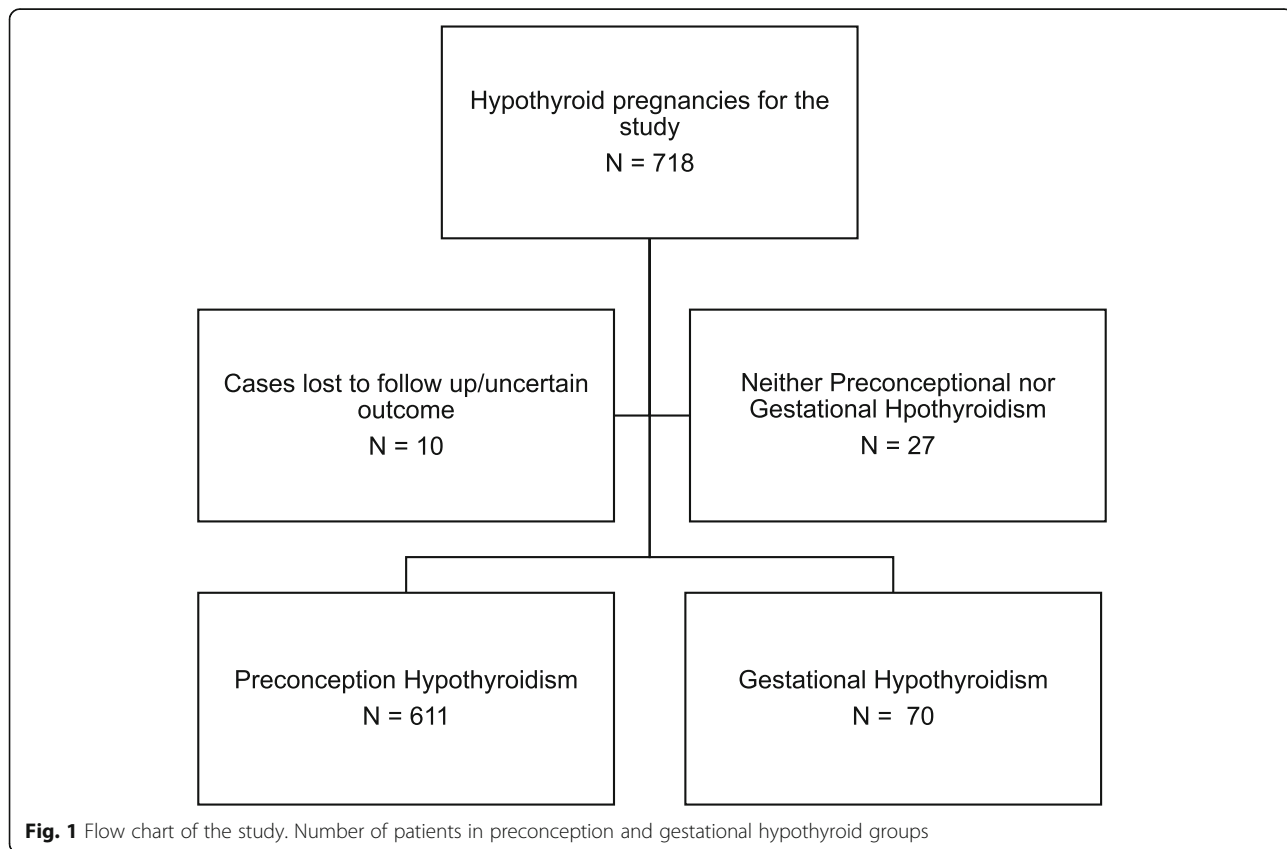 Hypothyroid pregnancies for the
study
N = 718
Cases lost to follow up/uncertain
outcome
N = 10
Neither Preconceptional nor
Gestational Hpothyroidism
N = 27
Preconception Hypothyroidism
N = 611
Gestational Hypothyroidism
N = 70
Fig. 1 Flow chart of the study. Number of patients in preconception and gestational hypothyroid groups